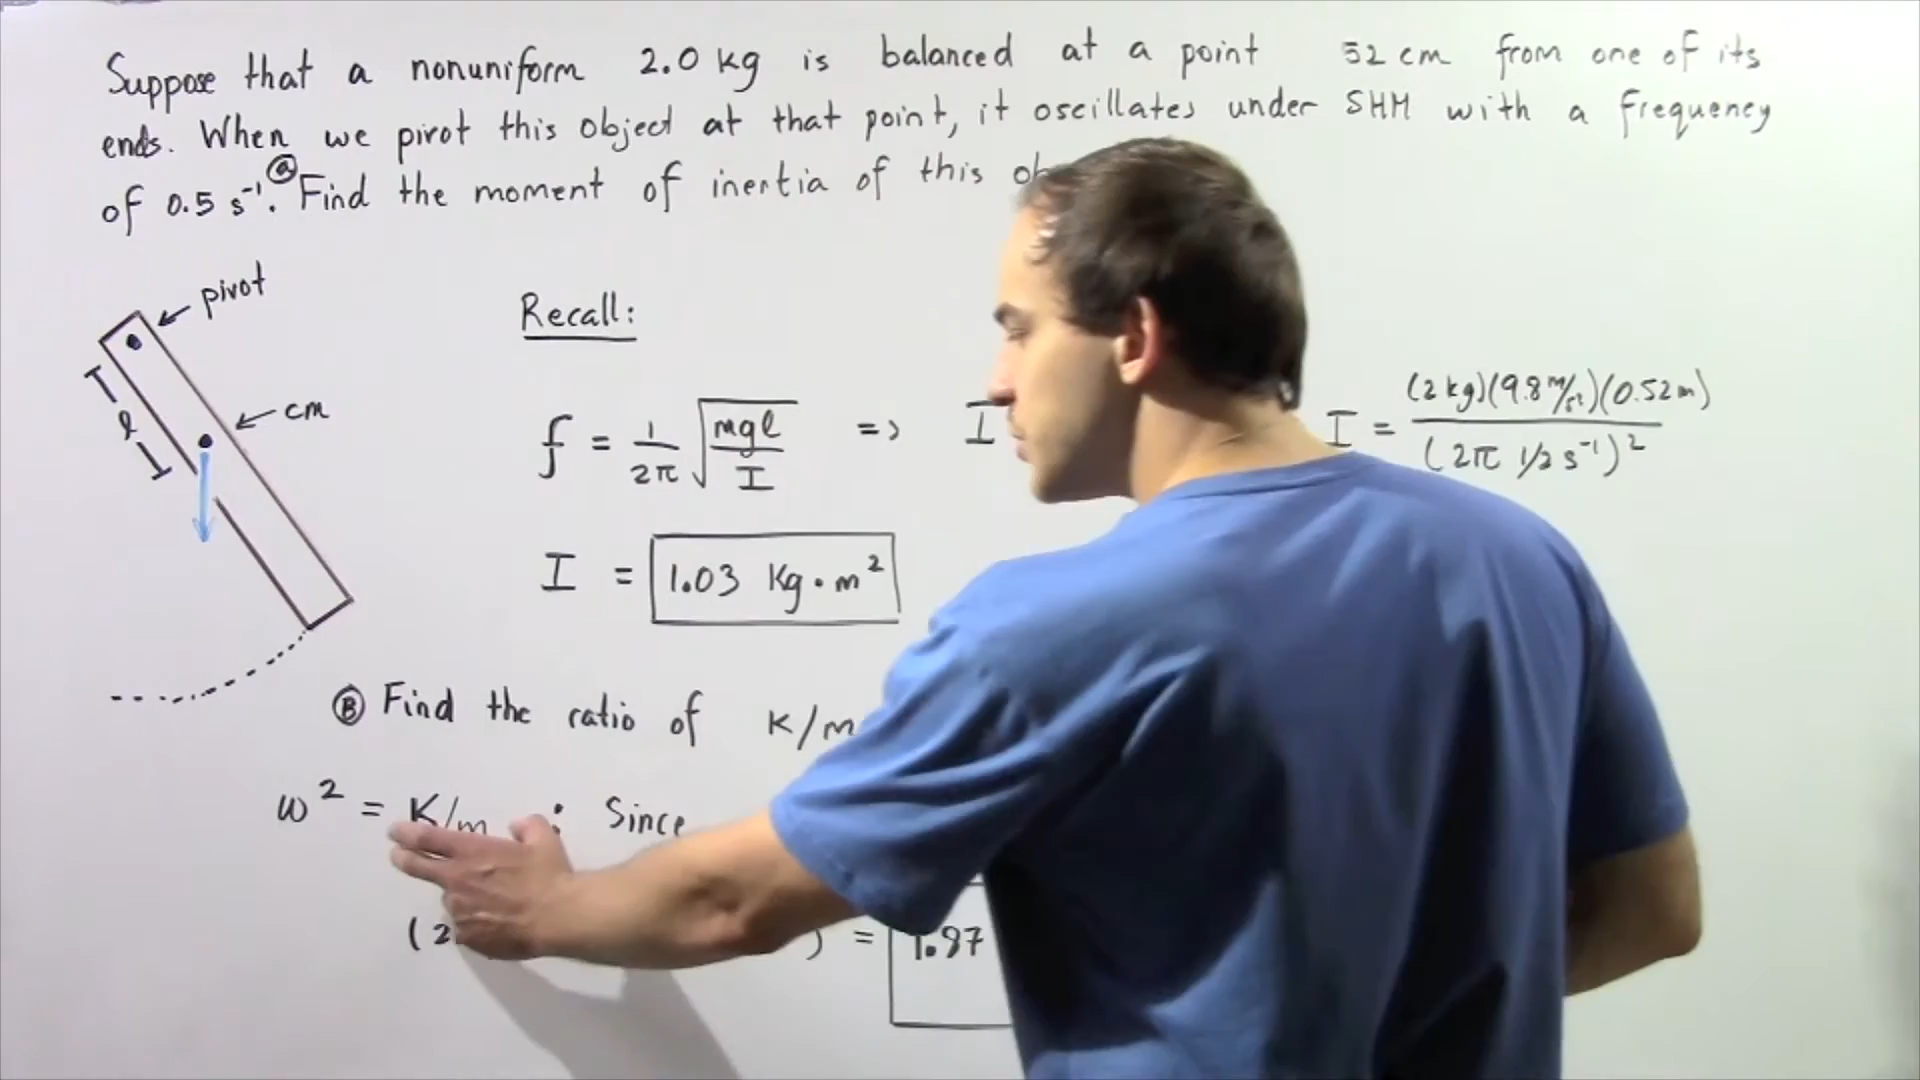 Suppose that a nonuniform 2.0 kg is balanced at a point 52 cm from one of its
ends. When we pivot this object at that point, it oscillates under SHM with a frequency
of 0.5 s⁻¹. Ⓐ Find the moment of inertia of this
pivot
cm
l
Recall:
f = 1/2π √(mgl/I) => I
I = (2 kg)(9.8 m/s²)(0.52 m) / (2π 1/2 s⁻¹)²
I = 1.03 Kg·m²
Ⓑ Find the ratio of K/m
ω² = K/m : Since
(2 ) = 1.97